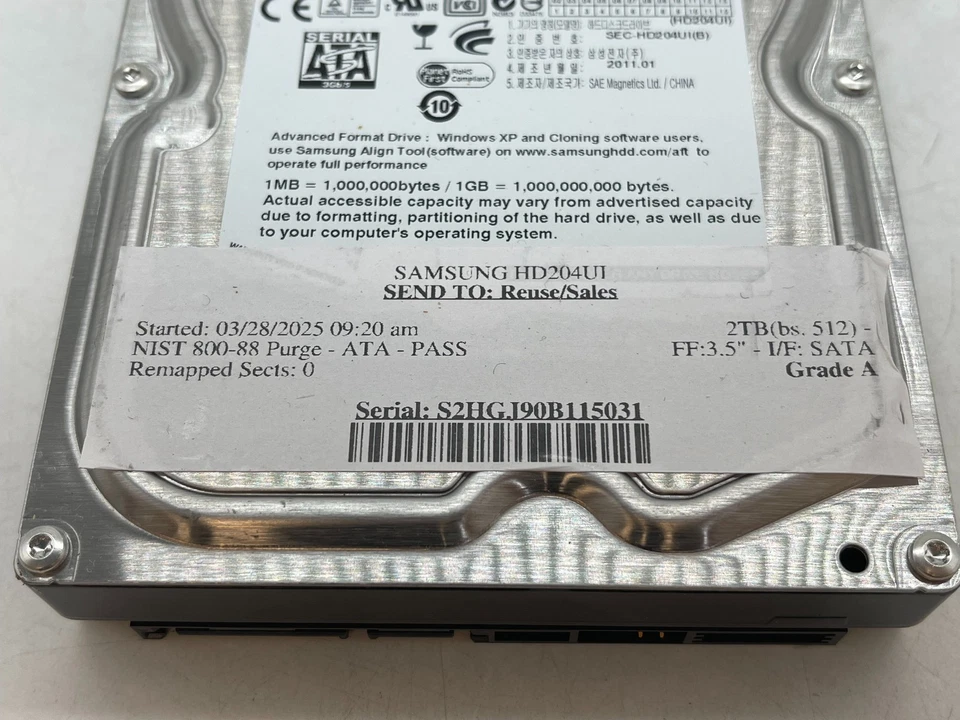 (HD204UI)
1. 기기의 명칭(모델명): 하드디스크드라이브
SEC-HD204UI(B)
2. 인 증 번 호:
3. 인증받은 자의 상호: 삼성전자(주)
4. 제 조 년 월 일: 2011.01
5. 제조자/제조국가: SAE Magnetics Ltd. / CHINA
SERIAL
ATA
3Gb/s
Planet First
RoHS Compliant
10
Advanced Format Drive : Windows XP and Cloning software users,
use Samsung Align Tool(software) on www.samsunghdd.com/aft to
operate full performance
1MB = 1,000,000bytes / 1GB = 1,000,000,000 bytes.
Actual accessible capacity may vary from advertised capacity
due to formatting, partitioning of the hard drive, as well as due
to your computer's operating system.
SAMSUNG HD204UI
SEND TO: Reuse/Sales
Started: 03/28/2025 09:20 am
2TB(bs. 512) -
NIST 800-88 Purge - ATA - PASS
FF:3.5" - I/F: SATA
Remapped Sects: 0
Grade A
Serial: S2HGJ90B115031